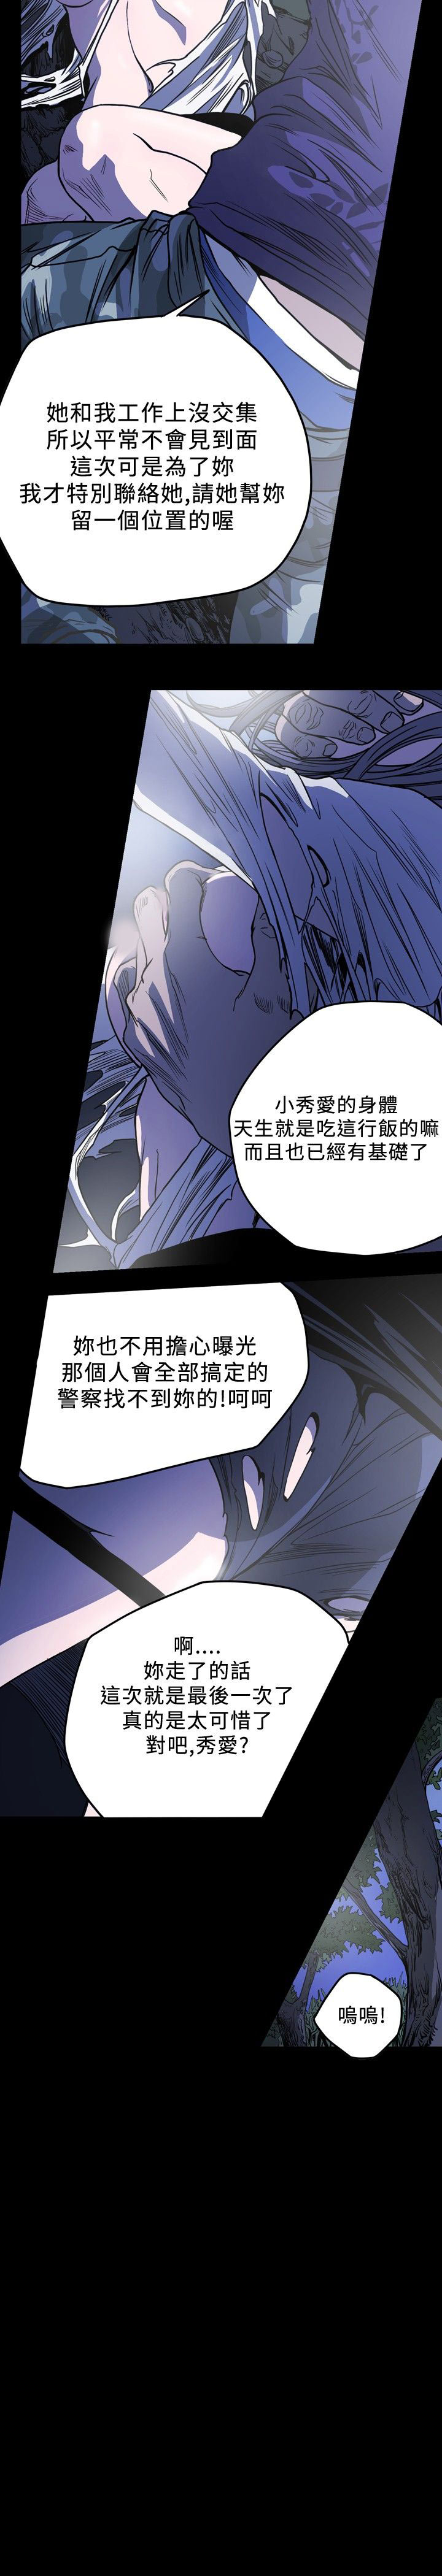 她和我工作上沒交集
所以平常不會見到面
這次可是為了妳
我才特別聯絡她,請她幫妳
留一個位置的喔
小秀愛的身體
天生就是吃這行飯的嘛
而且也已經有基礎了
妳也不用擔心曝光
那個人會全部搞定的
警察找不到妳的!呵呵
啊....
妳走了的話
這次就是最後一次了
真的是太可惜了
對吧,秀愛?
嗚嗚!